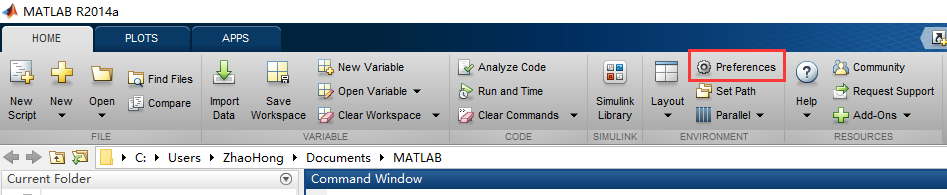 MATLAB R2014a
HOME PLOTS APPS
New Script
New
Open
Find Files
Compare
FILE
Import Data
Save Workspace
New Variable
Open Variable
Clear Workspace
VARIABLE
Analyze Code
Run and Time
Clear Commands
CODE
Simulink Library
SIMULINK
Layout
Preferences
Set Path
Parallel
ENVIRONMENT
Help
Community
Request Support
Add-Ons
RESOURCES
C: Users ZhaoHong Documents MATLAB
Current Folder
Command Window